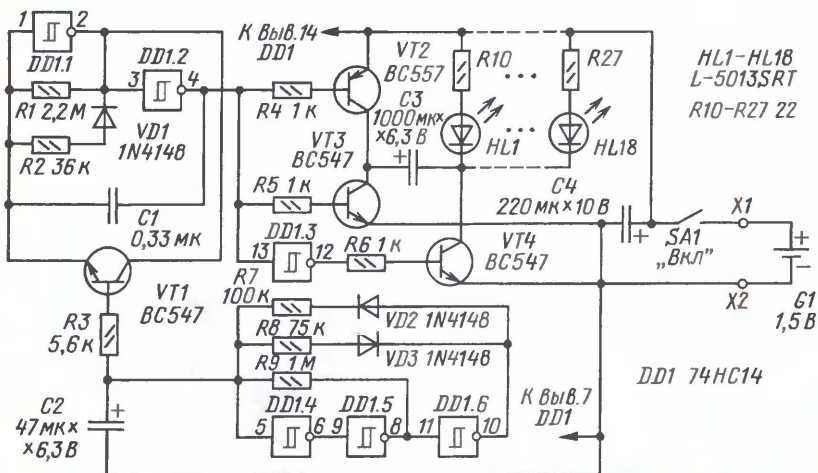 1
2
DD1.1
R1 2,2 М
R2 36 к
VD1
1N4148
3
DD1.2
4
C1
0,33 мк
VT1
BC547
R3
5,6 к
C2
47 мк×
×6,3 В
К Выв.14
DD1
R4 1 к
VT2
BC557
C3
1000 мк×
×6,3 В
VT3
BC547
R5 1 к
+
DD1.3
13
12
R6 1 к
VT4
BC547
R10
...
R27
HL1
...
HL18
HL1-HL18
L-5013SRT
R10-R27 22
C4
220 мк×10 В
+
SA1
„Вкл"
X1
X2
+
−
G1
1,5 В
R7
100 к
R8 75 к
R9 1 М
VD2 1N4148
VD3 1N4148
DD1.4
DD1.5
DD1.6
5
6
9
8
11
10
К Выв.7
DD1
DD1 74HC14
+